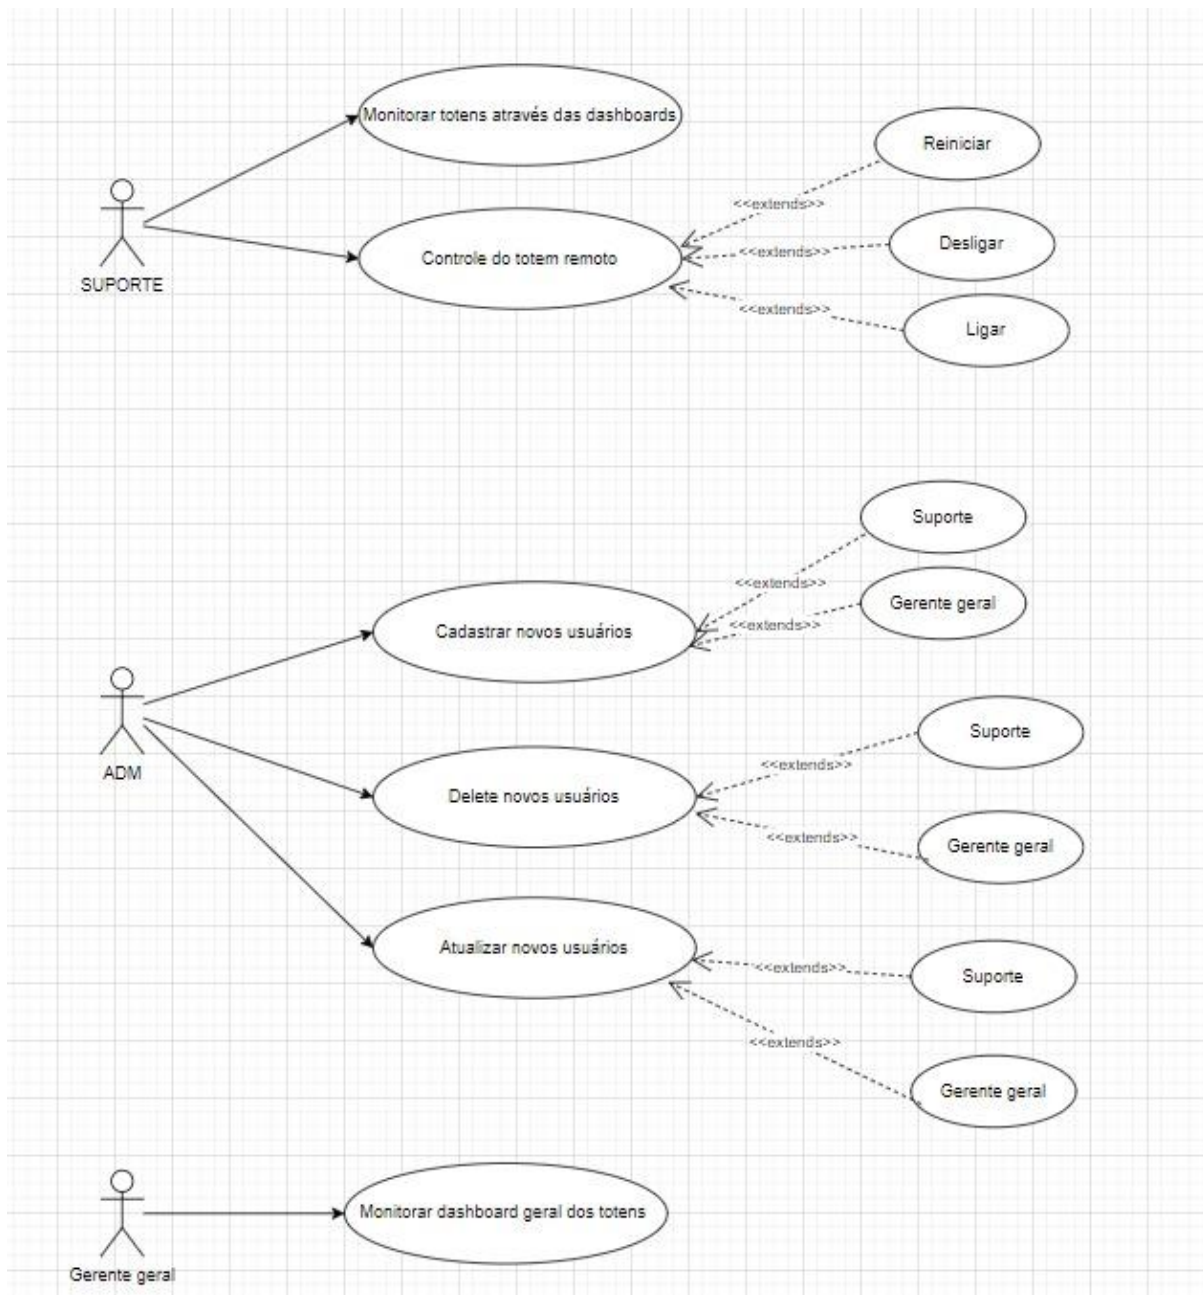 Monitorar totens através das dashboards
Reiniciar
<<extends>>
Desligar
<<extends>>
Controle do totem remoto
SUPORTE
<<extends>>
Ligar
Suporte
<<extends>>
Gerente geral
<<extends>>
Cadastrar novos usuários
Suporte
<<extends>>
ADM
Delete novos usuários
<<extends>>
Gerente geral
Atualizar novos usuários
<<extends>>
Suporte
<<extends>>
Gerente geral
Monitorar dashboard geral dos totens
Gerente geral